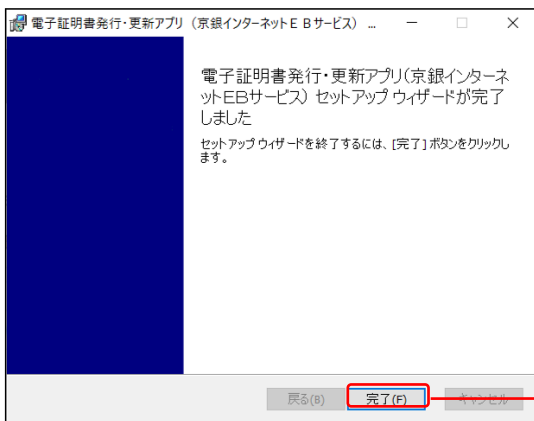 電子証明書発行・更新アプリ（京銀インターネットＥＢサービス） ...
電子証明書発行・更新アプリ(京銀インターネ
ットEBサービス) セットアップ ウィザードが完了
しました
セットアップ ウィザードを終了するには、[完了] ボタンをクリックし
ます。
戻る(B) 完了(F) キャンセル